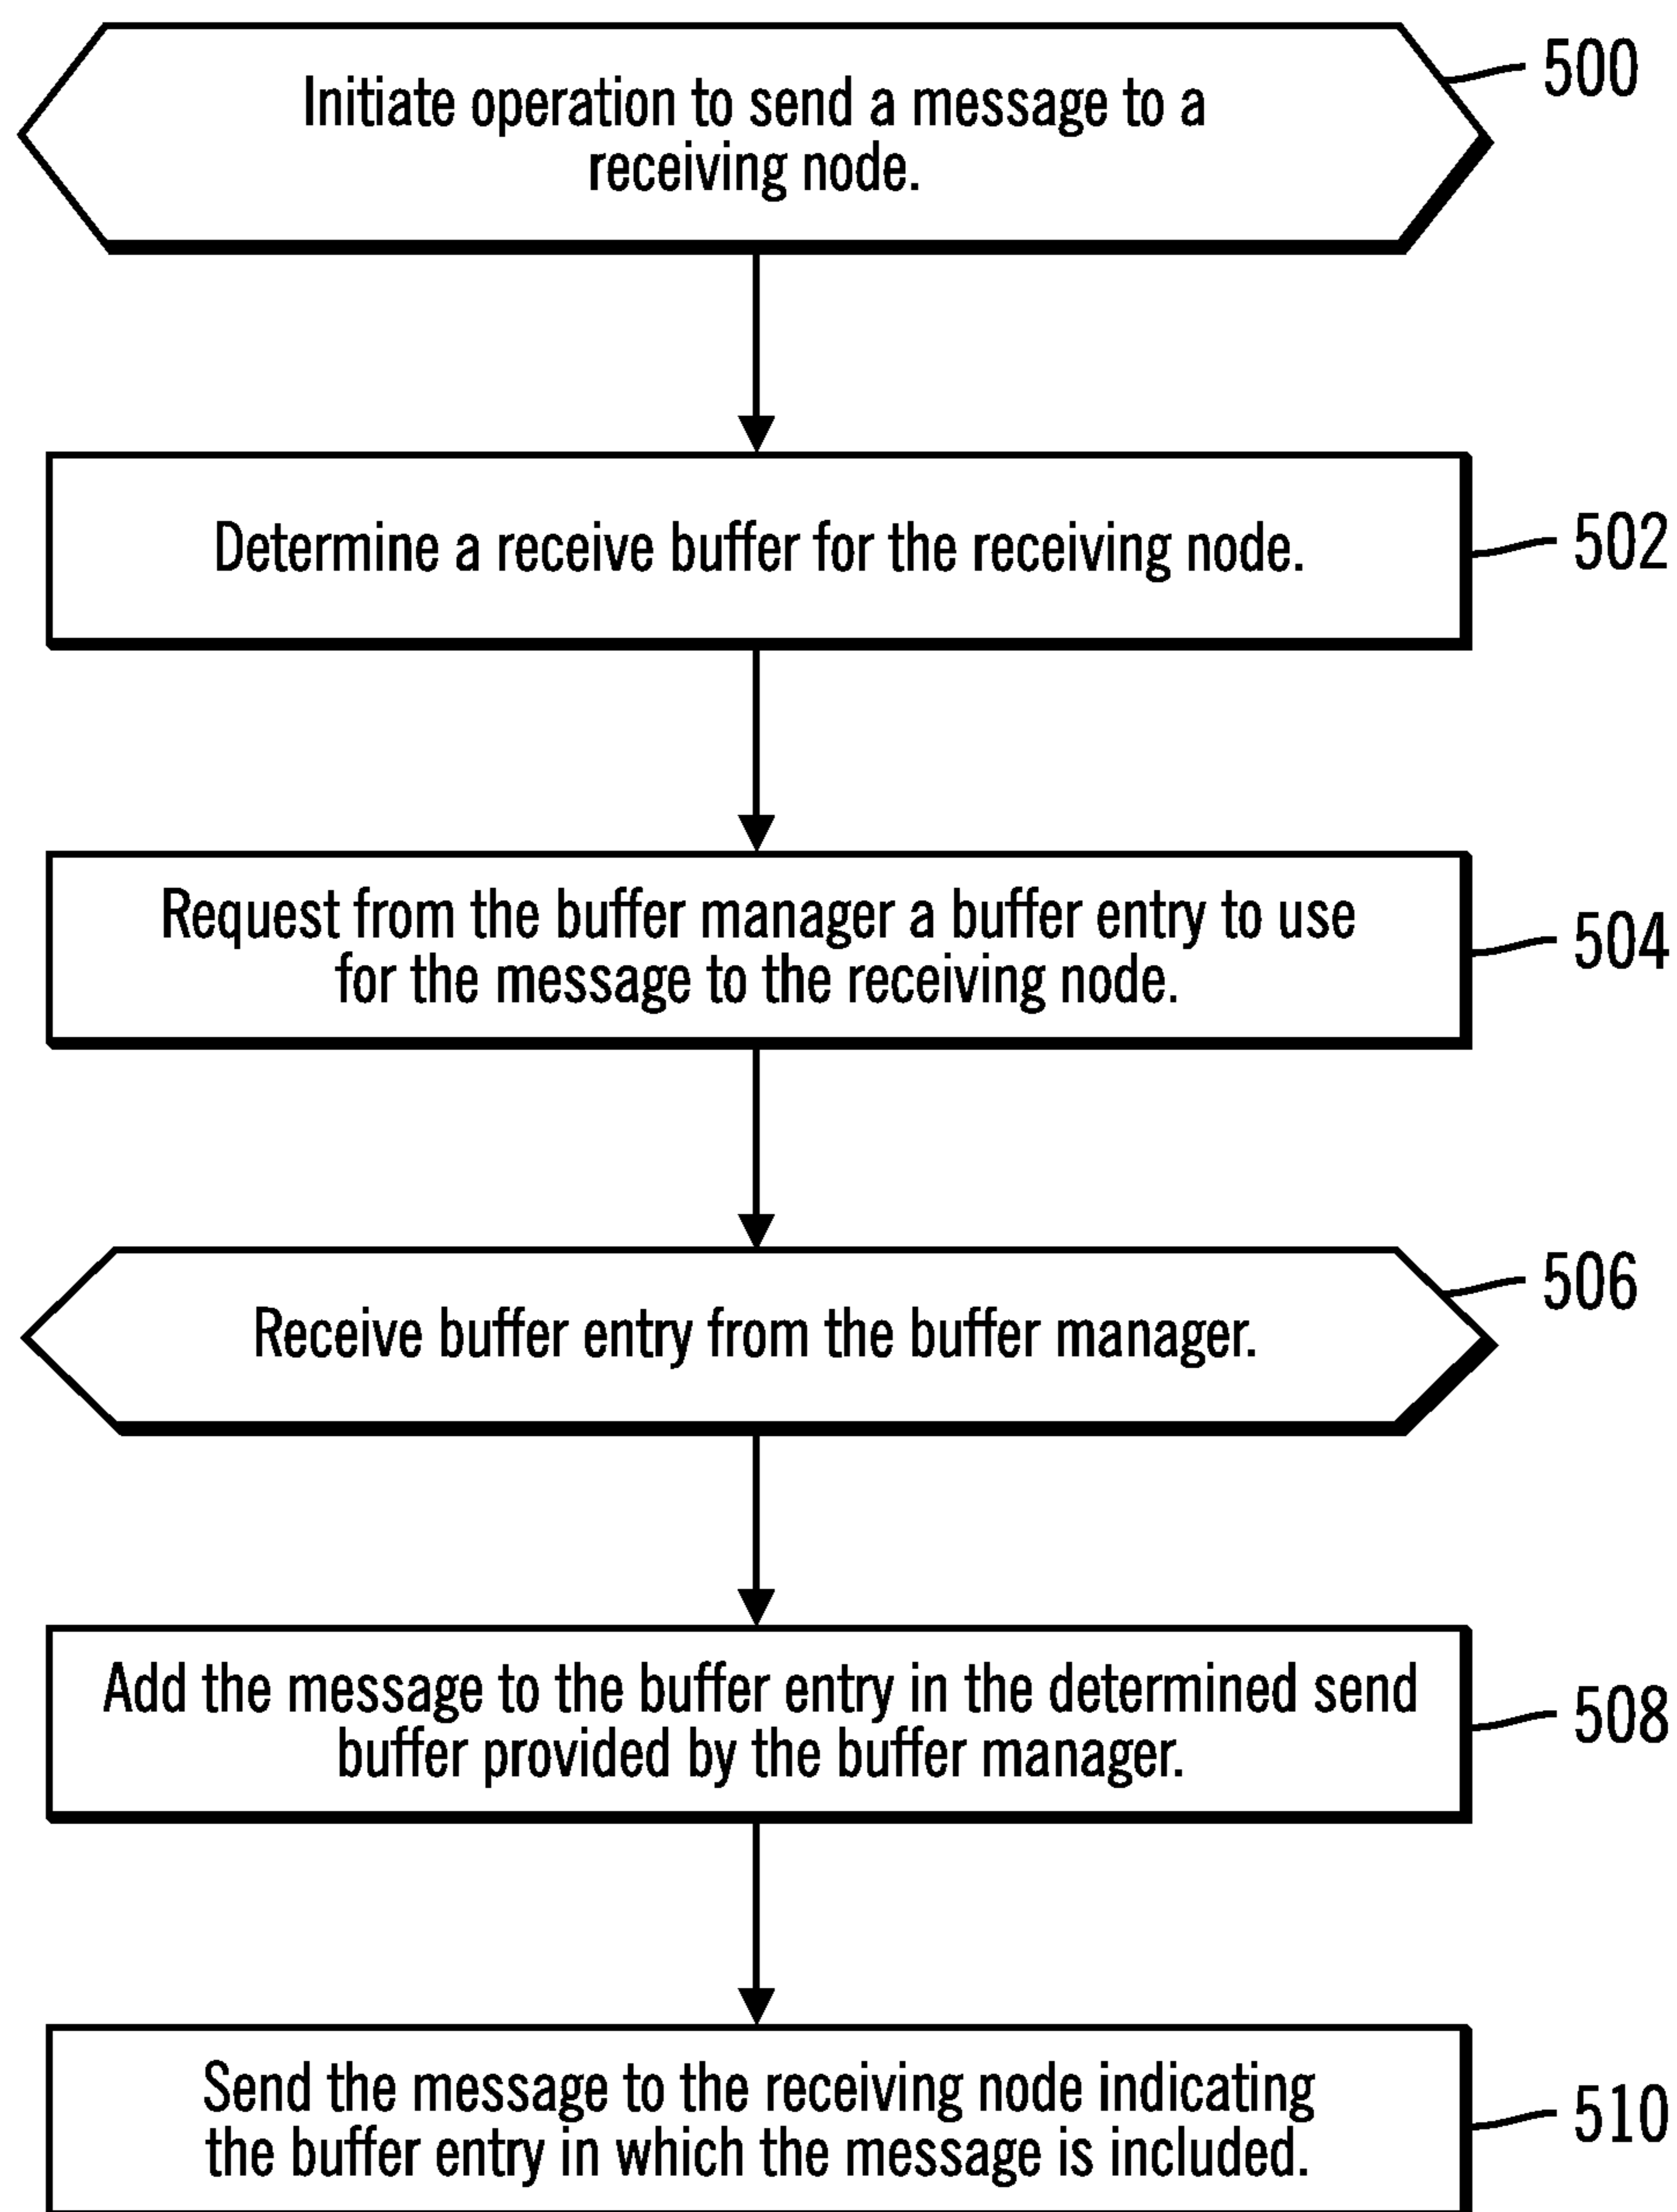 Initiate operation to send a message to a
receiving node.
500
Determine a receive buffer for the receiving node.
502
Request from the buffer manager a buffer entry to use
for the message to the receiving node.
504
Receive buffer entry from the buffer manager.
506
Add the message to the buffer entry in the determined send
buffer provided by the buffer manager.
508
Send the message to the receiving node indicating
the buffer entry in which the message is included.
510